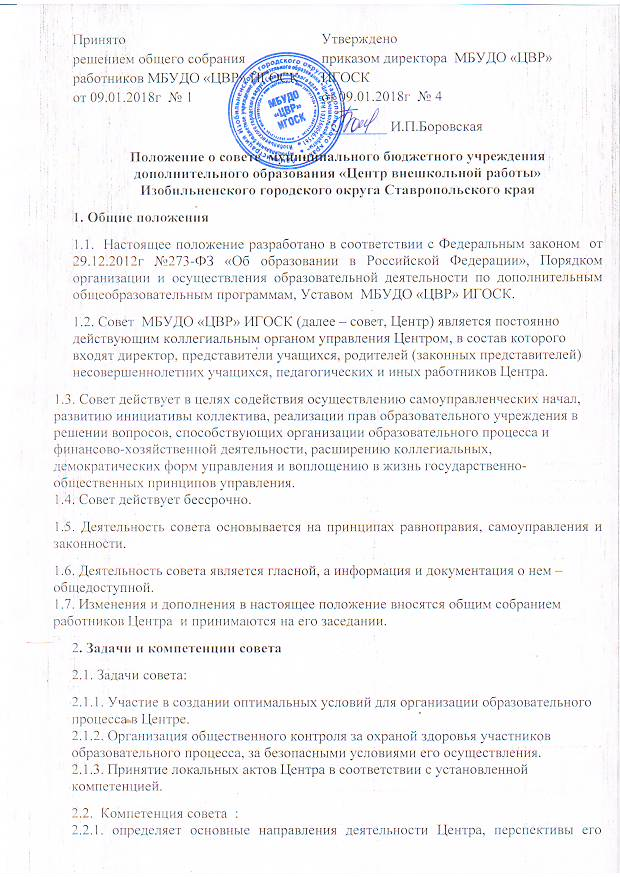 Принято
решением общего собрания
работников МБУДО «ЦВР» ИГОСК
от 09.01.2018г № 1
Утверждено
приказом директора МБУДО «ЦВР»
ИГОСК
от 09.01.2018г № 4
И.П.Боровская
МБУДО
«ЦВР»
ИГОСК
Положение о совете муниципального бюджетного учреждения
дополнительного образования «Центр внешкольной работы»
Изобильненского городского округа Ставропольского края
1. Общие положения
1.1. Настоящее положение разработано в соответствии с Федеральным законом от
29.12.2012г №273-ФЗ «Об образовании в Российской Федерации», Порядком
организации и осуществления образовательной деятельности по дополнительным
общеобразовательным программам, Уставом МБУДО «ЦВР» ИГОСК.
1.2. Совет МБУДО «ЦВР» ИГОСК (далее – совет, Центр) является постоянно
действующим коллегиальным органом управления Центром, в состав которого
входят директор, представители учащихся, родителей (законных представителей)
несовершеннолетних учащихся, педагогических и иных работников Центра.
1.3. Совет действует в целях содействия осуществлению самоуправленческих начал,
развитию инициативы коллектива, реализации прав образовательного учреждения в
решении вопросов, способствующих организации образовательного процесса и
финансово-хозяйственной деятельности, расширению коллегиальных,
демократических форм управления и воплощению в жизнь государственно-
общественных принципов управления.
1.4. Совет действует бессрочно.
1.5. Деятельность совета основывается на принципах равноправия, самоуправления и
законности.
1.6. Деятельность совета является гласной, а информация и документация о нем –
общедоступной.
1.7. Изменения и дополнения в настоящее положение вносятся общим собранием
работников Центра и принимаются на его заседании.
2. Задачи и компетенции совета
2.1. Задачи совета:
2.1.1. Участие в создании оптимальных условий для организации образовательного
процесса в Центре.
2.1.2. Организация общественного контроля за охраной здоровья участников
образовательного процесса, за безопасными условиями его осуществления.
2.1.3. Принятие локальных актов Центра в соответствии с установленной
компетенцией.
2.2. Компетенция совета :
2.2.1. определяет основные направления деятельности Центра, перспективы его